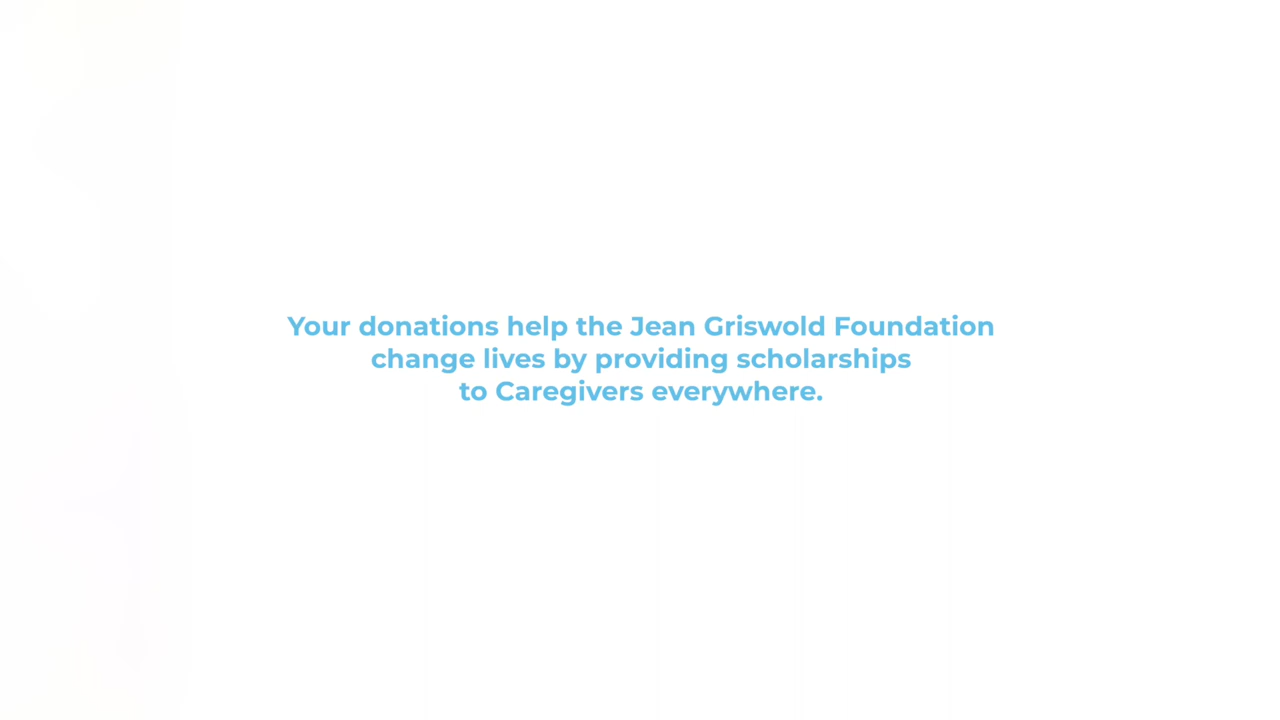 Your donations help the Jean Griswold Foundation
change lives by providing scholarships
to Caregivers everywhere.